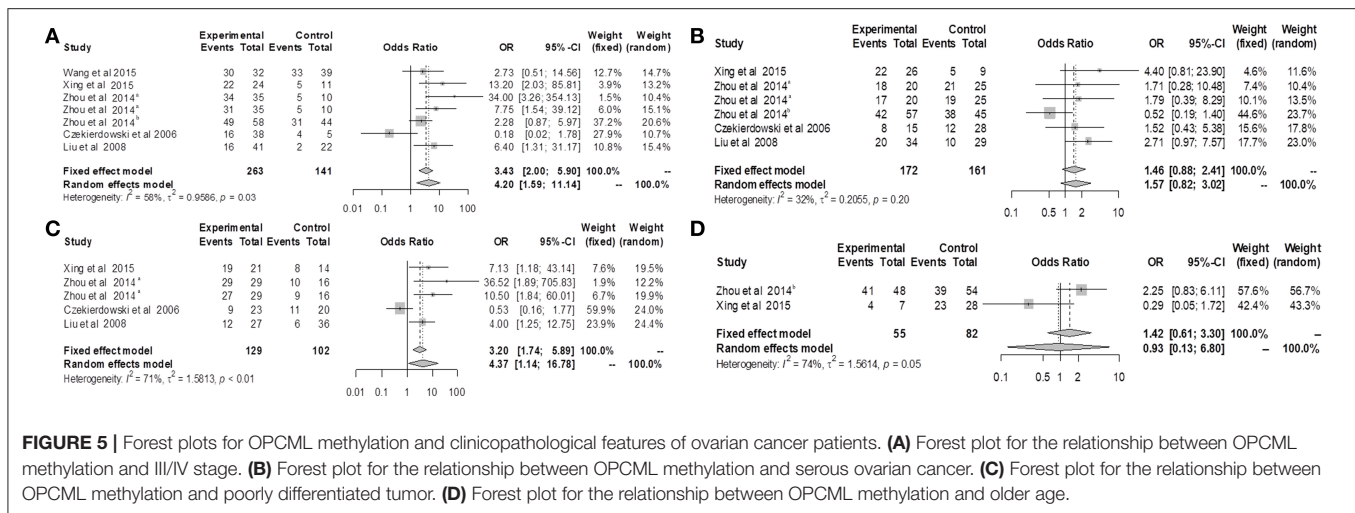 A
Experimental Control Weight Weight
Study Events Total Events Total Odds Ratio OR 95%-CI (fixed) (random)
Wang et al 2015 30 32 33 39 2.73 [0.51; 14.56] 12.7% 14.7%
Xing et al 2015 22 24 5 11 13.20 [2.03; 85.81] 3.9% 13.2%
Zhou et al 2014a 34 35 5 10 34.00 [3.26; 354.13] 1.5% 10.4%
Zhou et al 2014a 31 35 5 10 7.75 [1.54; 39.12] 6.0% 15.0%
Zhou et al 2014b 49 58 31 44 2.28 [0.87; 5.97] 37.2% 20.6%
Czekierdowski et al 2006 16 38 4 5 0.18 [0.02; 1.78] 27.9% 10.7%
Liu et al 2008 16 41 2 22 6.40 [1.31; 31.17] 10.8% 15.4%
Fixed effect model 263 141 3.43 [2.00; 5.90] 100.0% --
Random effects model 4.20 [1.59; 11.14] -- 100.0%
Heterogeneity: I² = 58%, τ² = 0.9586, p = 0.03
0.01 0.1 1 10 100
B
Experimental Control Weight Weight
Study Events Total Events Total Odds Ratio OR 95%-CI (fixed) (random)
Xing et al 2015 22 26 5 9 4.40 [0.81; 23.90] 4.6% 11.6%
Zhou et al 2014a 18 20 21 25 1.71 [0.28; 10.48] 7.4% 10.4%
Zhou et al 2014a 17 20 19 25 1.79 [0.39; 8.29] 10.1% 13.5%
Zhou et al 2014b 42 57 38 45 0.52 [0.19; 1.40] 44.6% 23.7%
Czekierdowski et al 2006 8 15 12 28 1.52 [0.43; 5.38] 15.6% 17.8%
Liu et al 2008 20 34 10 29 2.71 [0.97; 7.57] 17.7% 23.0%
Fixed effect model 172 161 1.46 [0.88; 2.41] 100.0% --
Random effects model 1.57 [0.82; 3.02] -- 100.0%
Heterogeneity: I² = 32%, τ² = 0.2055, p = 0.20
0.1 0.5 1 2 10
C
Experimental Control Weight Weight
Study Events Total Events Total Odds Ratio OR 95%-CI (fixed) (random)
Xing et al 2015 19 21 8 14 7.13 [1.18; 43.14] 7.6% 19.5%
Zhou et al 2014a 29 29 10 16 36.52 [1.89; 705.83] 1.9% 12.2%
Zhou et al 2014a 27 29 9 16 10.50 [1.84; 60.01] 6.7% 19.9%
Czekierdowski et al 2006 9 23 11 20 0.53 [0.16; 1.77] 59.9% 24.0%
Liu et al 2008 12 27 6 36 4.00 [1.25; 12.75] 23.9% 24.4%
Fixed effect model 129 102 3.20 [1.74; 5.89] 100.0% --
Random effects model 4.37 [1.14; 16.78] -- 100.0%
Heterogeneity: I² = 71%, τ² = 1.5813, p < 0.01
0.01 0.1 1 10 100
D
Experimental Control Weight Weight
Study Events Total Events Total Odds Ratio OR 95%-CI (fixed) (random)
Zhou et al 2014b 41 48 39 54 2.25 [0.83; 6.11] 57.6% 56.7%
Xing et al 2015 4 7 23 28 0.29 [0.05; 1.72] 42.4% 43.3%
Fixed effect model 55 82 1.42 [0.61; 3.30] 100.0% --
Random effects model 0.93 [0.13; 6.80] -- 100.0%
Heterogeneity: I² = 74%, τ² = 1.5614, p = 0.05
0.1 0.5 1 2 10
FIGURE 5 | Forest plots for OPCML methylation and clinicopathological features of ovarian cancer patients. (A) Forest plot for the relationship between OPCML
methylation and III/IV stage. (B) Forest plot for the relationship between OPCML methylation and serous ovarian cancer. (C) Forest plot for the relationship between
OPCML methylation and poorly differentiated tumor. (D) Forest plot for the relationship between OPCML methylation and older age.